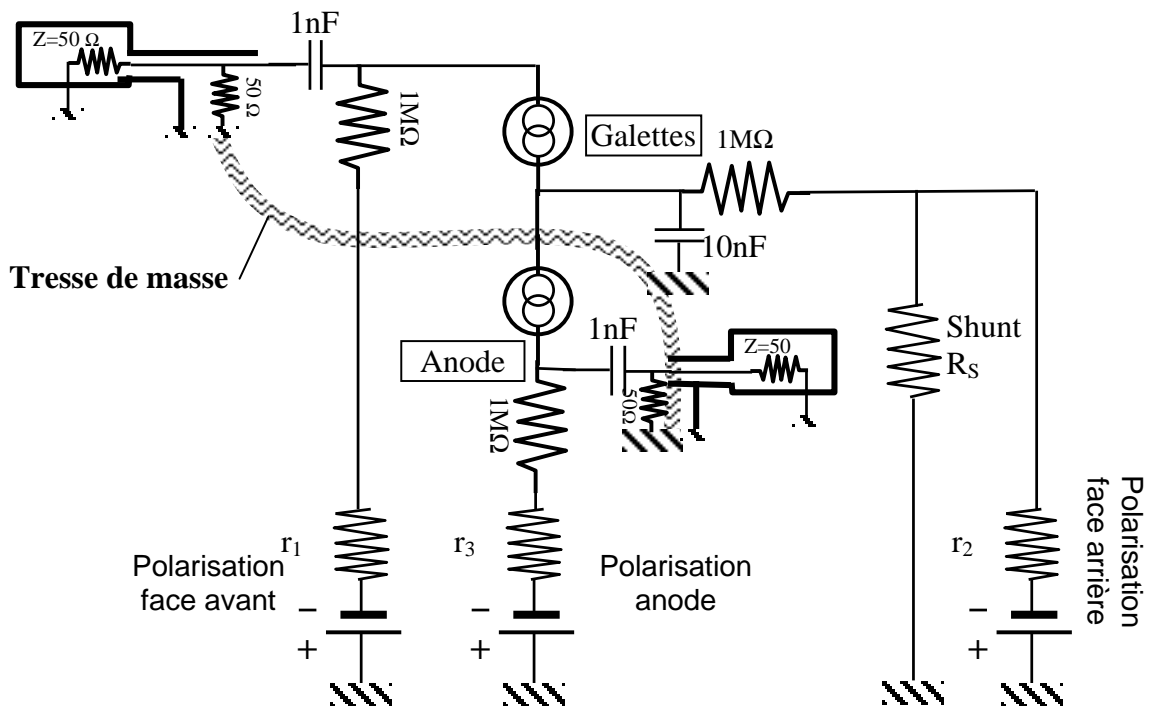 1nF
Z=50 Ω
50 Ω
1MΩ
Galettes
1MΩ
10nF
Tresse de masse
1nF
Shunt
R_S
Z=50
Anode
50Ω
1MΩ
r₁
r₃
r₂
Polarisation
face avant
Polarisation
anode
Polarisation
face arrière
−
+
−
+
−
+